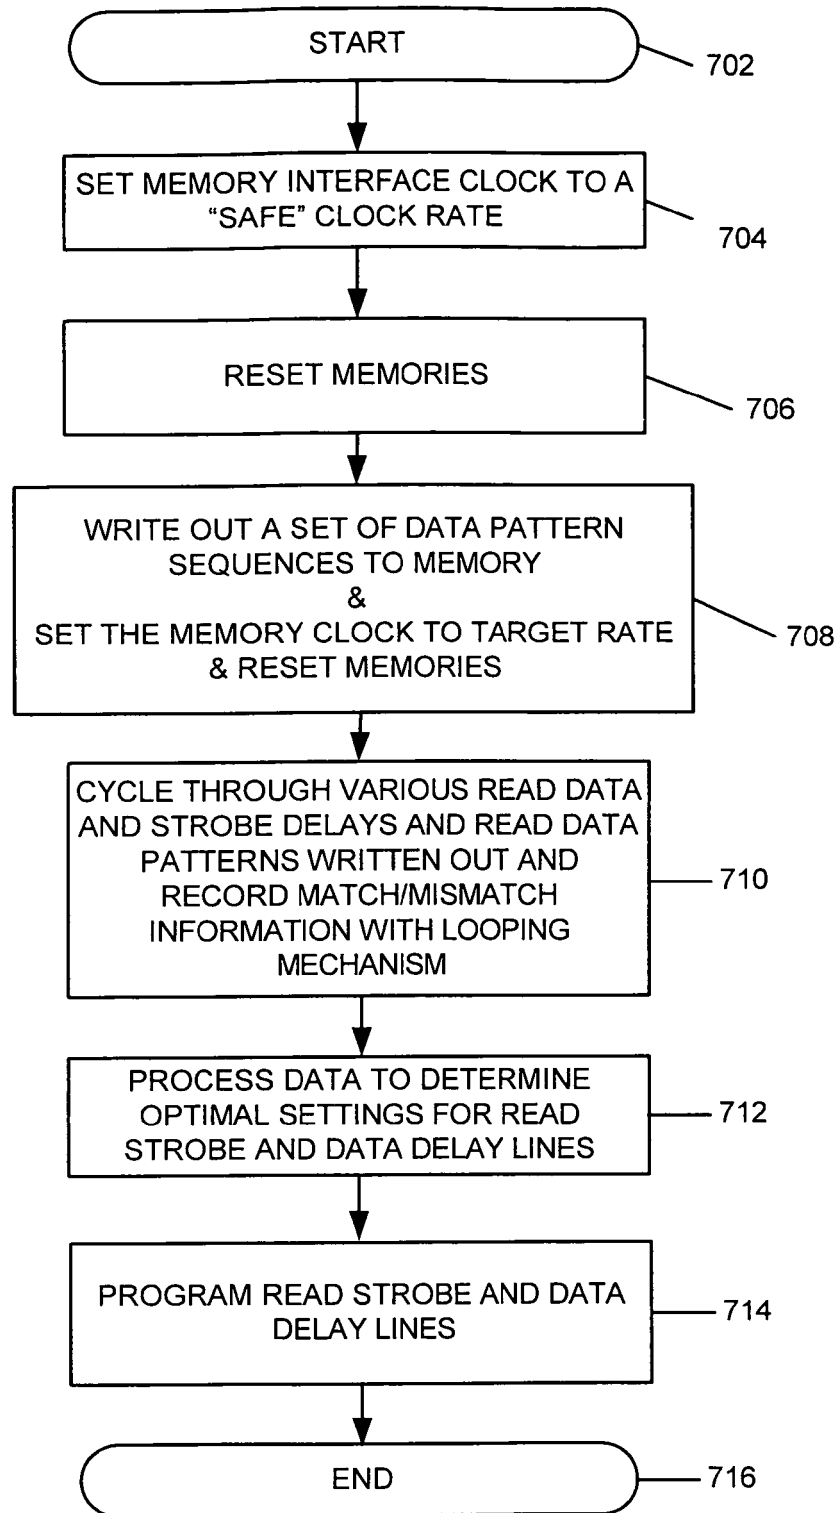 START
702
SET MEMORY INTERFACE CLOCK TO A
“SAFE” CLOCK RATE
704
RESET MEMORIES
706
WRITE OUT A SET OF DATA PATTERN
SEQUENCES TO MEMORY
&
SET THE MEMORY CLOCK TO TARGET RATE
& RESET MEMORIES
708
CYCLE THROUGH VARIOUS READ DATA
AND STROBE DELAYS AND READ DATA
PATTERNS WRITTEN OUT AND
RECORD MATCH/MISMATCH
INFORMATION WITH LOOPING
MECHANISM
710
PROCESS DATA TO DETERMINE
OPTIMAL SETTINGS FOR READ
STROBE AND DATA DELAY LINES
712
PROGRAM READ STROBE AND DATA
DELAY LINES
714
END
716